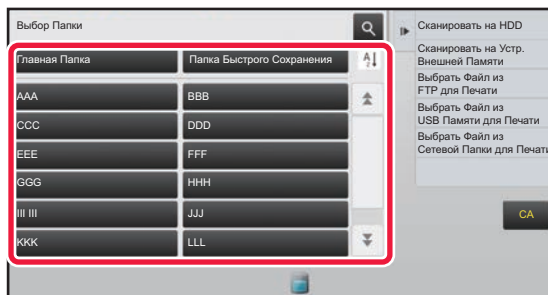 Выбор Папки
Главная Папка
Папка Быстрого Сохранения
AAA
BBB
CCC
DDD
EEE
FFF
GGG
HHH
III III
JJJ
KKK
LLL
Сканировать на HDD
Сканировать на Устр.
Внешней Памяти
Выбрать Файл из
FTP для Печати
Выбрать Файл из
USB Памяти для Печати
Выбрать Файл из
Сетевой Папки для Печати
CA